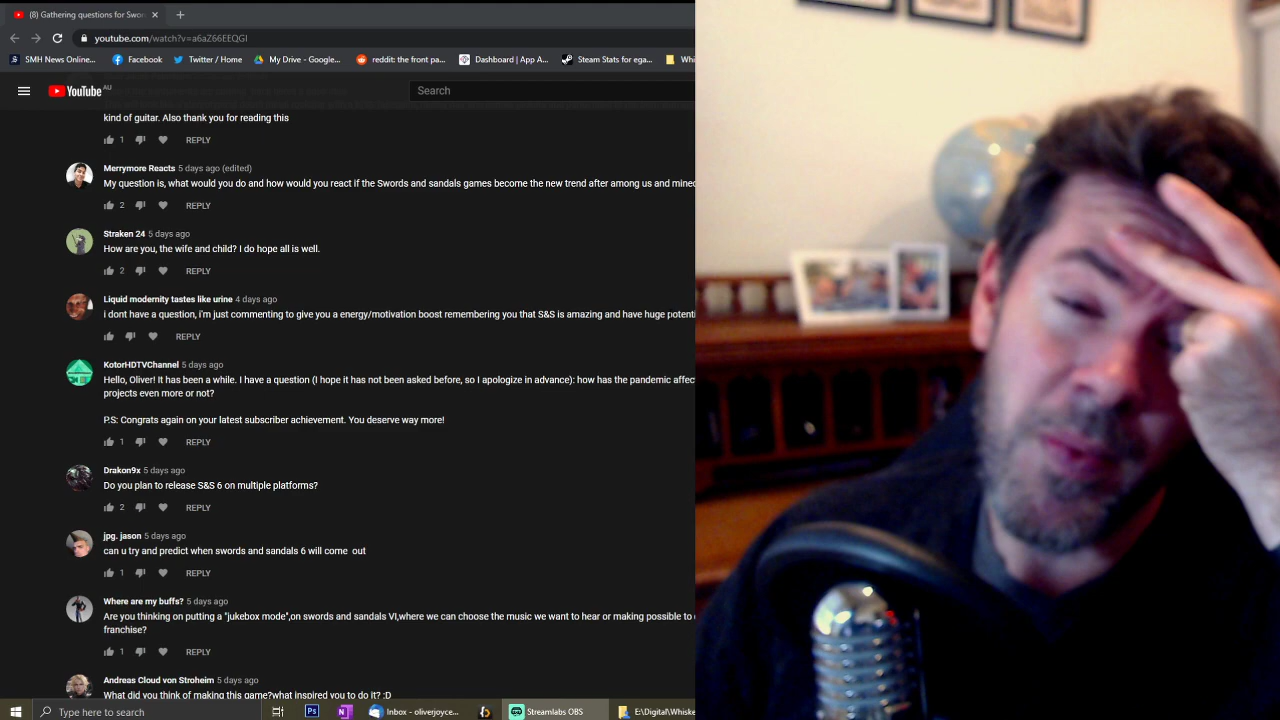 (8) Gathering questions for Swor
youtube.com/watch?v=a6aZ66EEQGI
SMH News Online...
Facebook
Twitter / Home
My Drive - Google...
reddit: the front pa...
Dashboard | App A...
Steam Stats for ega...
Whi
YouTube AU
Search
kind of guitar. Also thank you for reading this
1 REPLY
Merrymore Reacts 5 days ago (edited)
My question is, what would you do and how would you react if the Swords and sandals games become the new trend after among us and mined
2 REPLY
Straken 24 5 days ago
How are you, the wife and child? I do hope all is well.
2 REPLY
Liquid modernity tastes like urine 4 days ago
i dont have a question, i'm just commenting to give you a energy/motivation boost remembering you that S&S is amazing and have huge potenti
REPLY
KotorHDTVChannel 5 days ago
Hello, Oliver! It has been a while. I have a question (I hope it has not been asked before, so I apologize in advance): how has the pandemic affec
projects even more or not?
P.S: Congrats again on your latest subscriber achievement. You deserve way more!
1 REPLY
Drakon9x 5 days ago
Do you plan to release S&S 6 on multiple platforms?
2 REPLY
jpg. jason 5 days ago
can u try and predict when swords and sandals 6 will come out
1 REPLY
Where are my buffs? 5 days ago
Are you thinking on putting a "jukebox mode",on swords and sandals VI,where we can choose the music we want to hear or making possible to
franchise?
1 REPLY
Andreas Cloud von Stroheim 5 days ago
What did you think of making this game?what inspired you to do it? :D
Type here to search
Ps
Inbox - oliverjoyce...
Streamlabs OBS
E:\Digital\Whiske